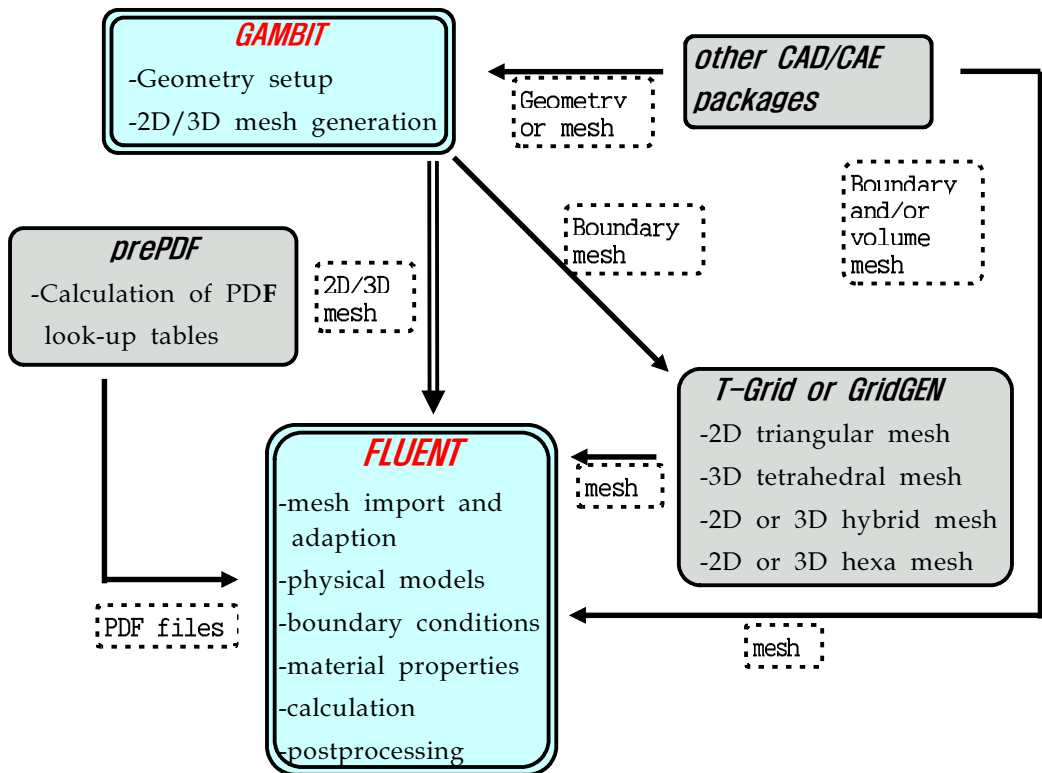 GAMBIT
-Geometry setup
-2D/3D mesh generation
other CAD/CAE
packages
Geometry
or mesh
Boundary
and/or
volume
mesh
Boundary
mesh
prePDF
-Calculation of PDF
look-up tables
2D/3D
mesh
T-Grid or GridGEN
-2D triangular mesh
-3D tetrahedral mesh
-2D or 3D hybrid mesh
-2D or 3D hexa mesh
FLUENT
-mesh import and
adaption
-physical models
-boundary conditions
-material properties
-calculation
-postprocessing
mesh
PDF files
mesh